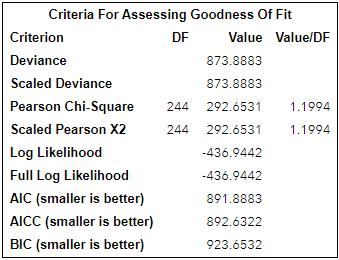 Criteria For Assessing Goodness Of Fit
Criterion DF Value Value/DF
Deviance 873.8883
Scaled Deviance 873.8883
Pearson Chi-Square 244 292.6531 1.1994
Scaled Pearson X2 244 292.6531 1.1994
Log Likelihood -436.9442
Full Log Likelihood -436.9442
AIC (smaller is better) 891.8883
AICC (smaller is better) 892.6322
BIC (smaller is better) 923.6532